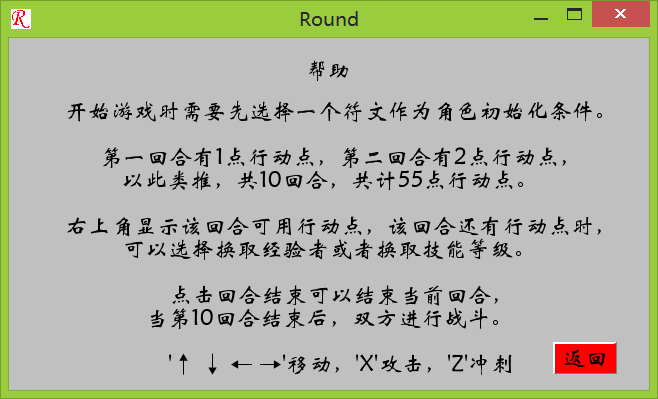 R
Round
帮助
开始游戏时需要先选择一个符文作为角色初始化条件。
第一回合有1点行动点，第二回合有2点行动点，
以此类推，共10回合，共计55点行动点。
右上角显示该回合可用行动点，该回合还有行动点时，
可以选择换取经验者或者换取技能等级。
点击回合结束可以结束当前回合，
当第10回合结束后，双方进行战斗。
'↑ ↓ ← →'移动，'X'攻击，'Z'冲刺
返回